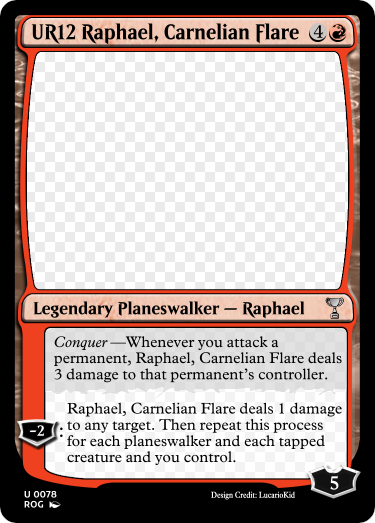 UR12 Raphael, Carnelian Flare 4
Legendary Planeswalker — Raphael
Conquer —Whenever you attack a
permanent, Raphael, Carnelian Flare deals
3 damage to that permanent's controller.
-2: Raphael, Carnelian Flare deals 1 damage
to any target. Then repeat this process
for each planeswalker and each tapped
creature and you control.
5
U 0078
ROG
Design Credit: LucarioKid